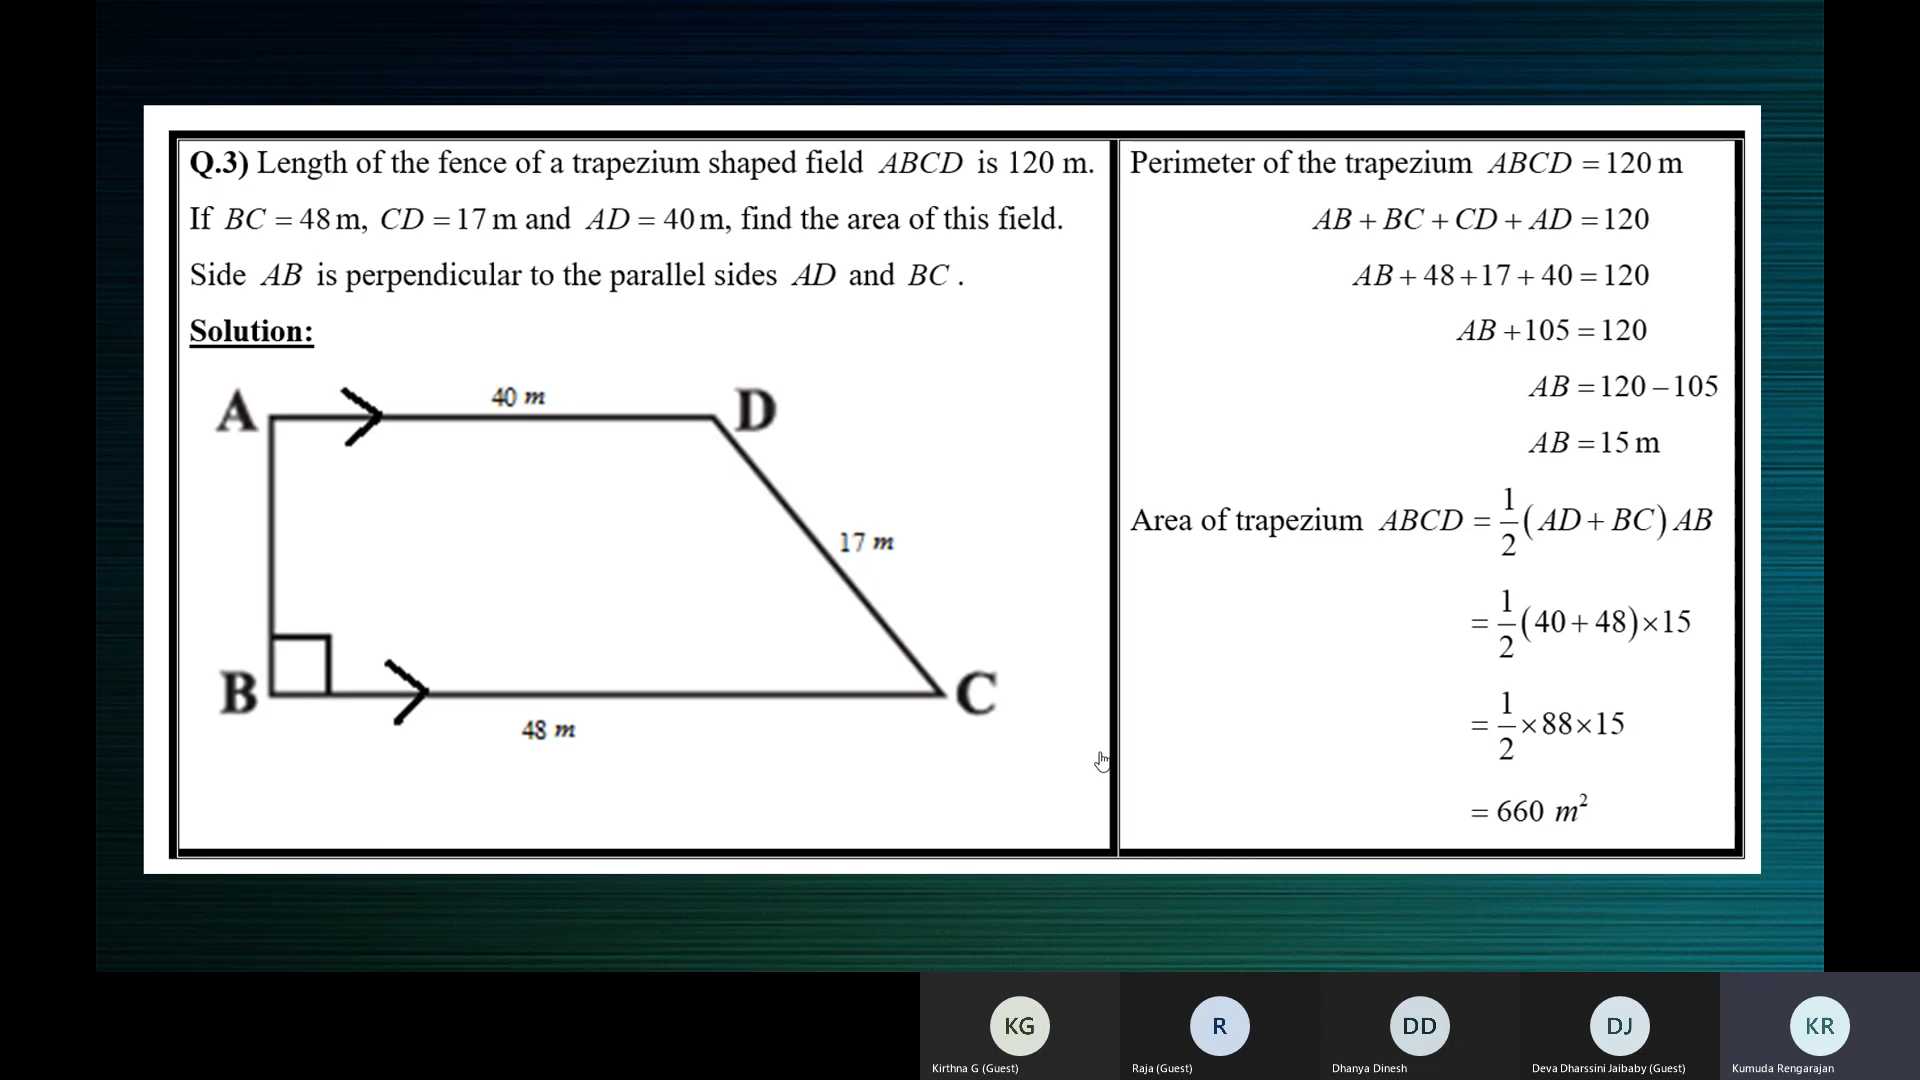 Q.3) Length of the fence of a trapezium shaped field ABCD is 120 m.
If BC = 48 m, CD = 17 m and AD = 40 m, find the area of this field.
Side AB is perpendicular to the parallel sides AD and BC .
Solution:
A
40 m
D
17 m
B
C
48 m
Perimeter of the trapezium ABCD = 120 m
AB + BC + CD + AD = 120
AB + 48 + 17 + 40 = 120
AB + 105 = 120
AB = 120 − 105
AB = 15 m
Area of trapezium ABCD = 1/2 ( AD + BC ) AB
= 1/2 ( 40 + 48 ) × 15
= 1/2 × 88 × 15
= 660 m²
KG
R
DD
DJ
KR
Kirthna G (Guest)
Raja (Guest)
Dhanya Dinesh
Deva Dharssini Jaibaby (Guest)
Kumuda Rengarajan